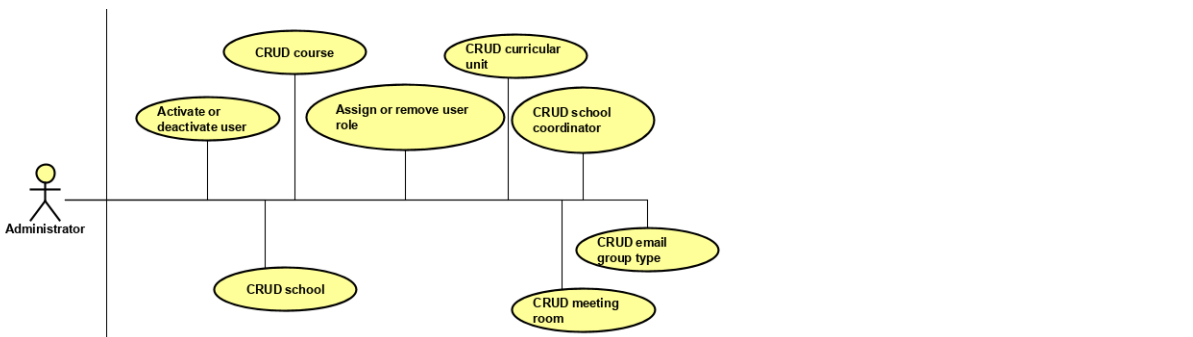 CRUD course
CRUD curricular
unit
Activate or
deactivate user
Assign or remove user
role
CRUD school
coordinator
Administrator
CRUD email
group type
CRUD school
CRUD meeting
room